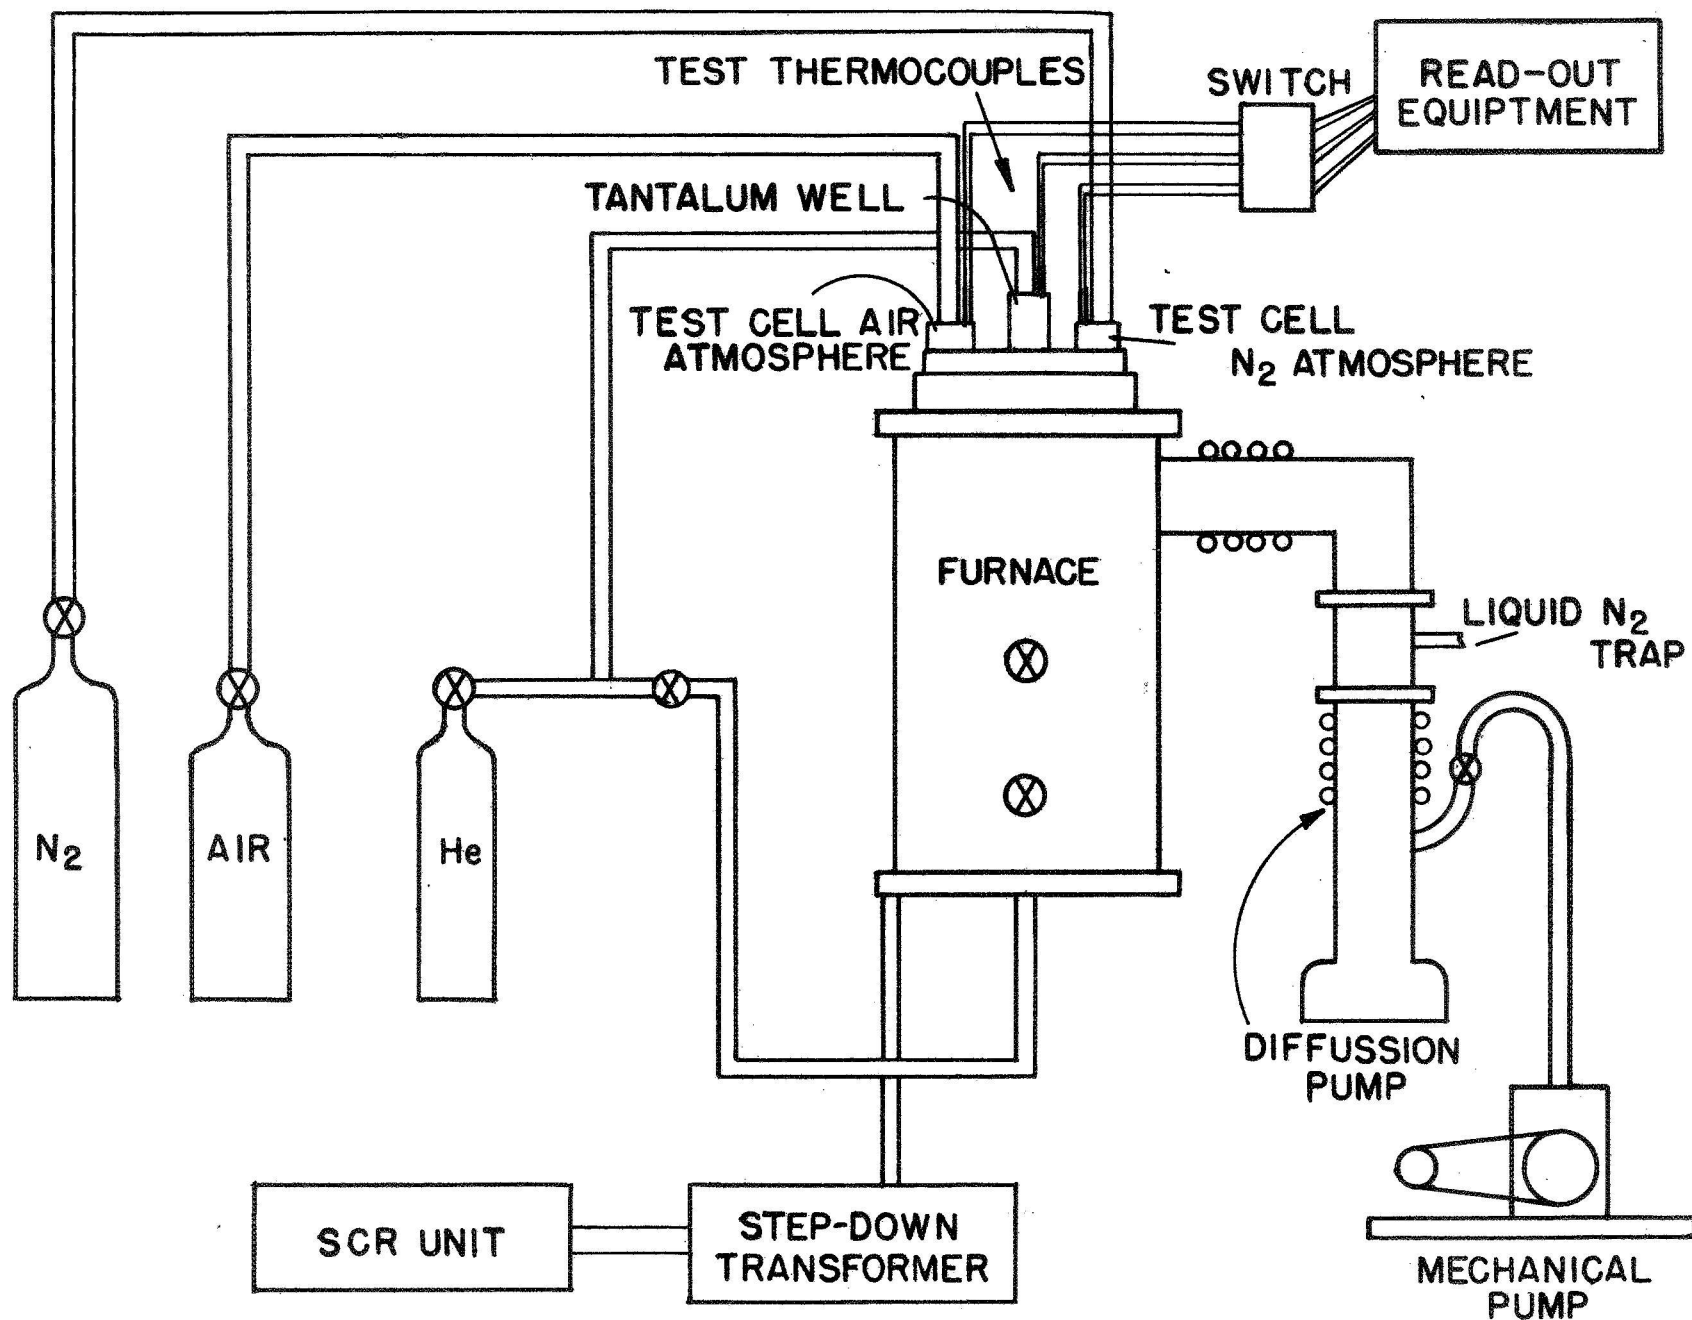 TEST THERMOCOUPLES
SWITCH
READ-OUT
EQUIPTMENT
TANTALUM WELL
TEST CELL AIR
ATMOSPHERE
TEST CELL
N2 ATMOSPHERE
FURNACE
LIQUID N2
TRAP
N2
AIR
He
DIFFUSSION
PUMP
SCR UNIT
STEP-DOWN
TRANSFORMER
MECHANICAL
PUMP